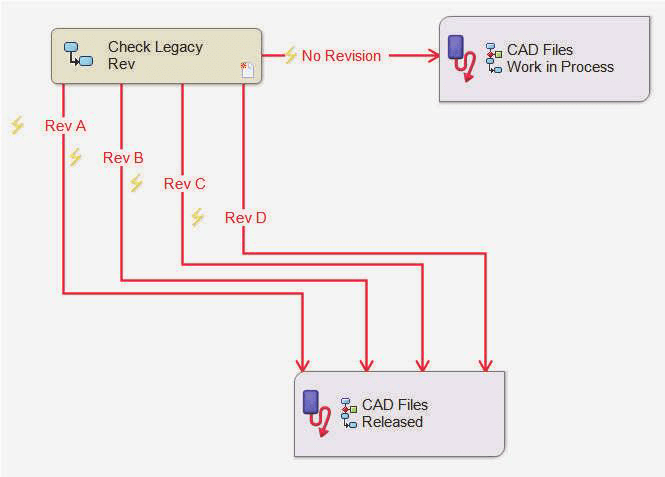 Check Legacy
Rev
No Revision
CAD Files
Work in Process
Rev A
Rev B
Rev C
Rev D
CAD Files
Released